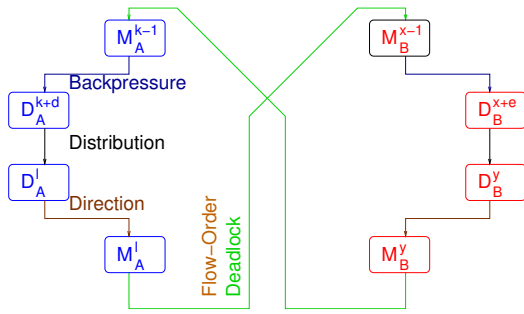 M_A^{k−1}
M_B^{x−1}
Backpressure
D_A^{k+d}
D_B^{x+e}
Distribution
D_A^l
D_B^y
Direction
M_A^l
M_B^y
Flow−Order
Deadlock